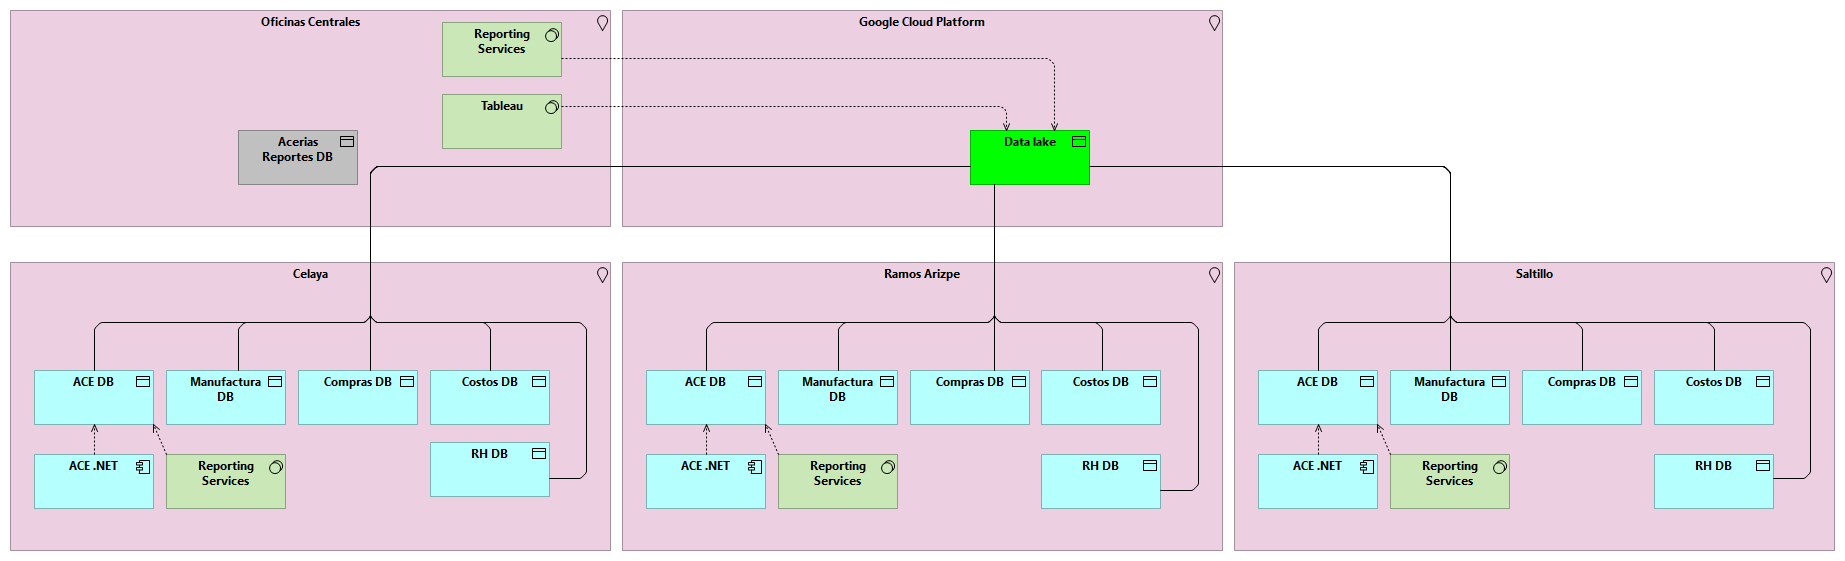 Oficinas Centrales
Reporting
Services
Tableau
Acerias
Reportes DB
Google Cloud Platform
Data lake
Celaya
ACE DB
Manufactura
DB
Compras DB
Costos DB
ACE .NET
Reporting
Services
RH DB
Ramos Arizpe
ACE DB
Manufactura
DB
Compras DB
Costos DB
ACE .NET
Reporting
Services
RH DB
Saltillo
ACE DB
Manufactura
DB
Compras DB
Costos DB
ACE .NET
Reporting
Services
RH DB